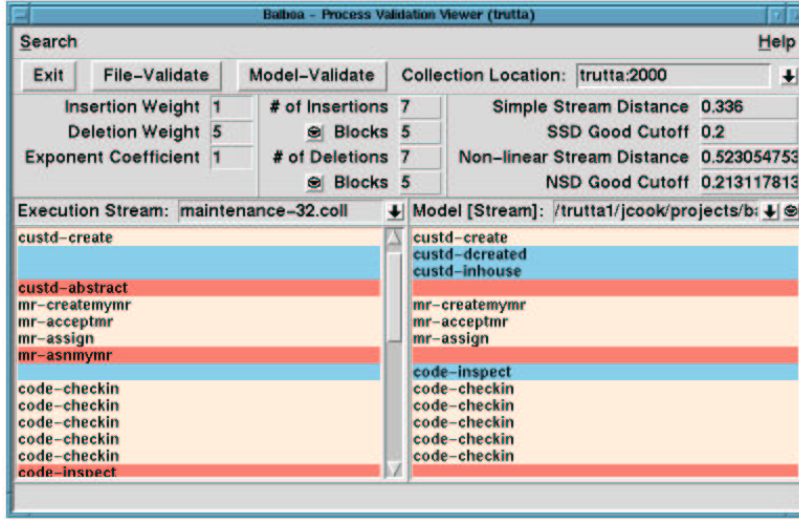 Balboa - Process Validation Viewer (trutta)
Search Help
Exit File-Validate Model-Validate Collection Location: trutta:2000
Insertion Weight 1 # of Insertions 7 Simple Stream Distance 0.336
Deletion Weight 5 Blocks 5 SSD Good Cutoff 0.2
Exponent Coefficient 1 # of Deletions 7 Non-linear Stream Distance 0.523054753
Blocks 5 NSD Good Cutoff 0.213117813
Execution Stream: maintenance-32.coll Model [Stream]: /trutta1/jcook/projects/ba
custd-create
custd-abstract
mr-createmymr
mr-acceptmr
mr-assign
mr-asnmymr
code-checkin
code-checkin
code-checkin
code-checkin
code-checkin
code-inspect
custd-create
custd-dcreated
custd-inhouse
mr-createmymr
mr-acceptmr
mr-assign
code-inspect
code-checkin
code-checkin
code-checkin
code-checkin
code-checkin